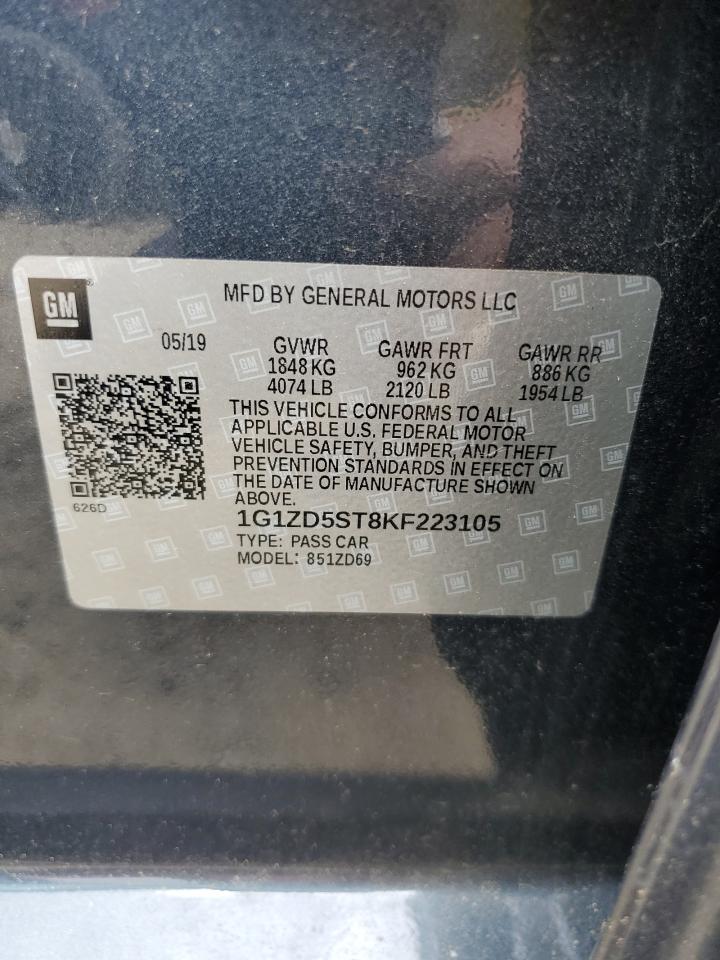 GM
MFD BY GENERAL MOTORS LLC
05/19
GVWR GAWR FRT GAWR RR
1848 KG 962 KG 886 KG
4074 LB 2120 LB 1954 LB
THIS VEHICLE CONFORMS TO ALL
APPLICABLE U.S. FEDERAL MOTOR
VEHICLE SAFETY, BUMPER, AND THEFT
PREVENTION STANDARDS IN EFFECT ON
THE DATE OF MANUFACTURE SHOWN
ABOVE.
626D
1G1ZD5ST8KF223105
TYPE: PASS CAR
MODEL: 851ZD69